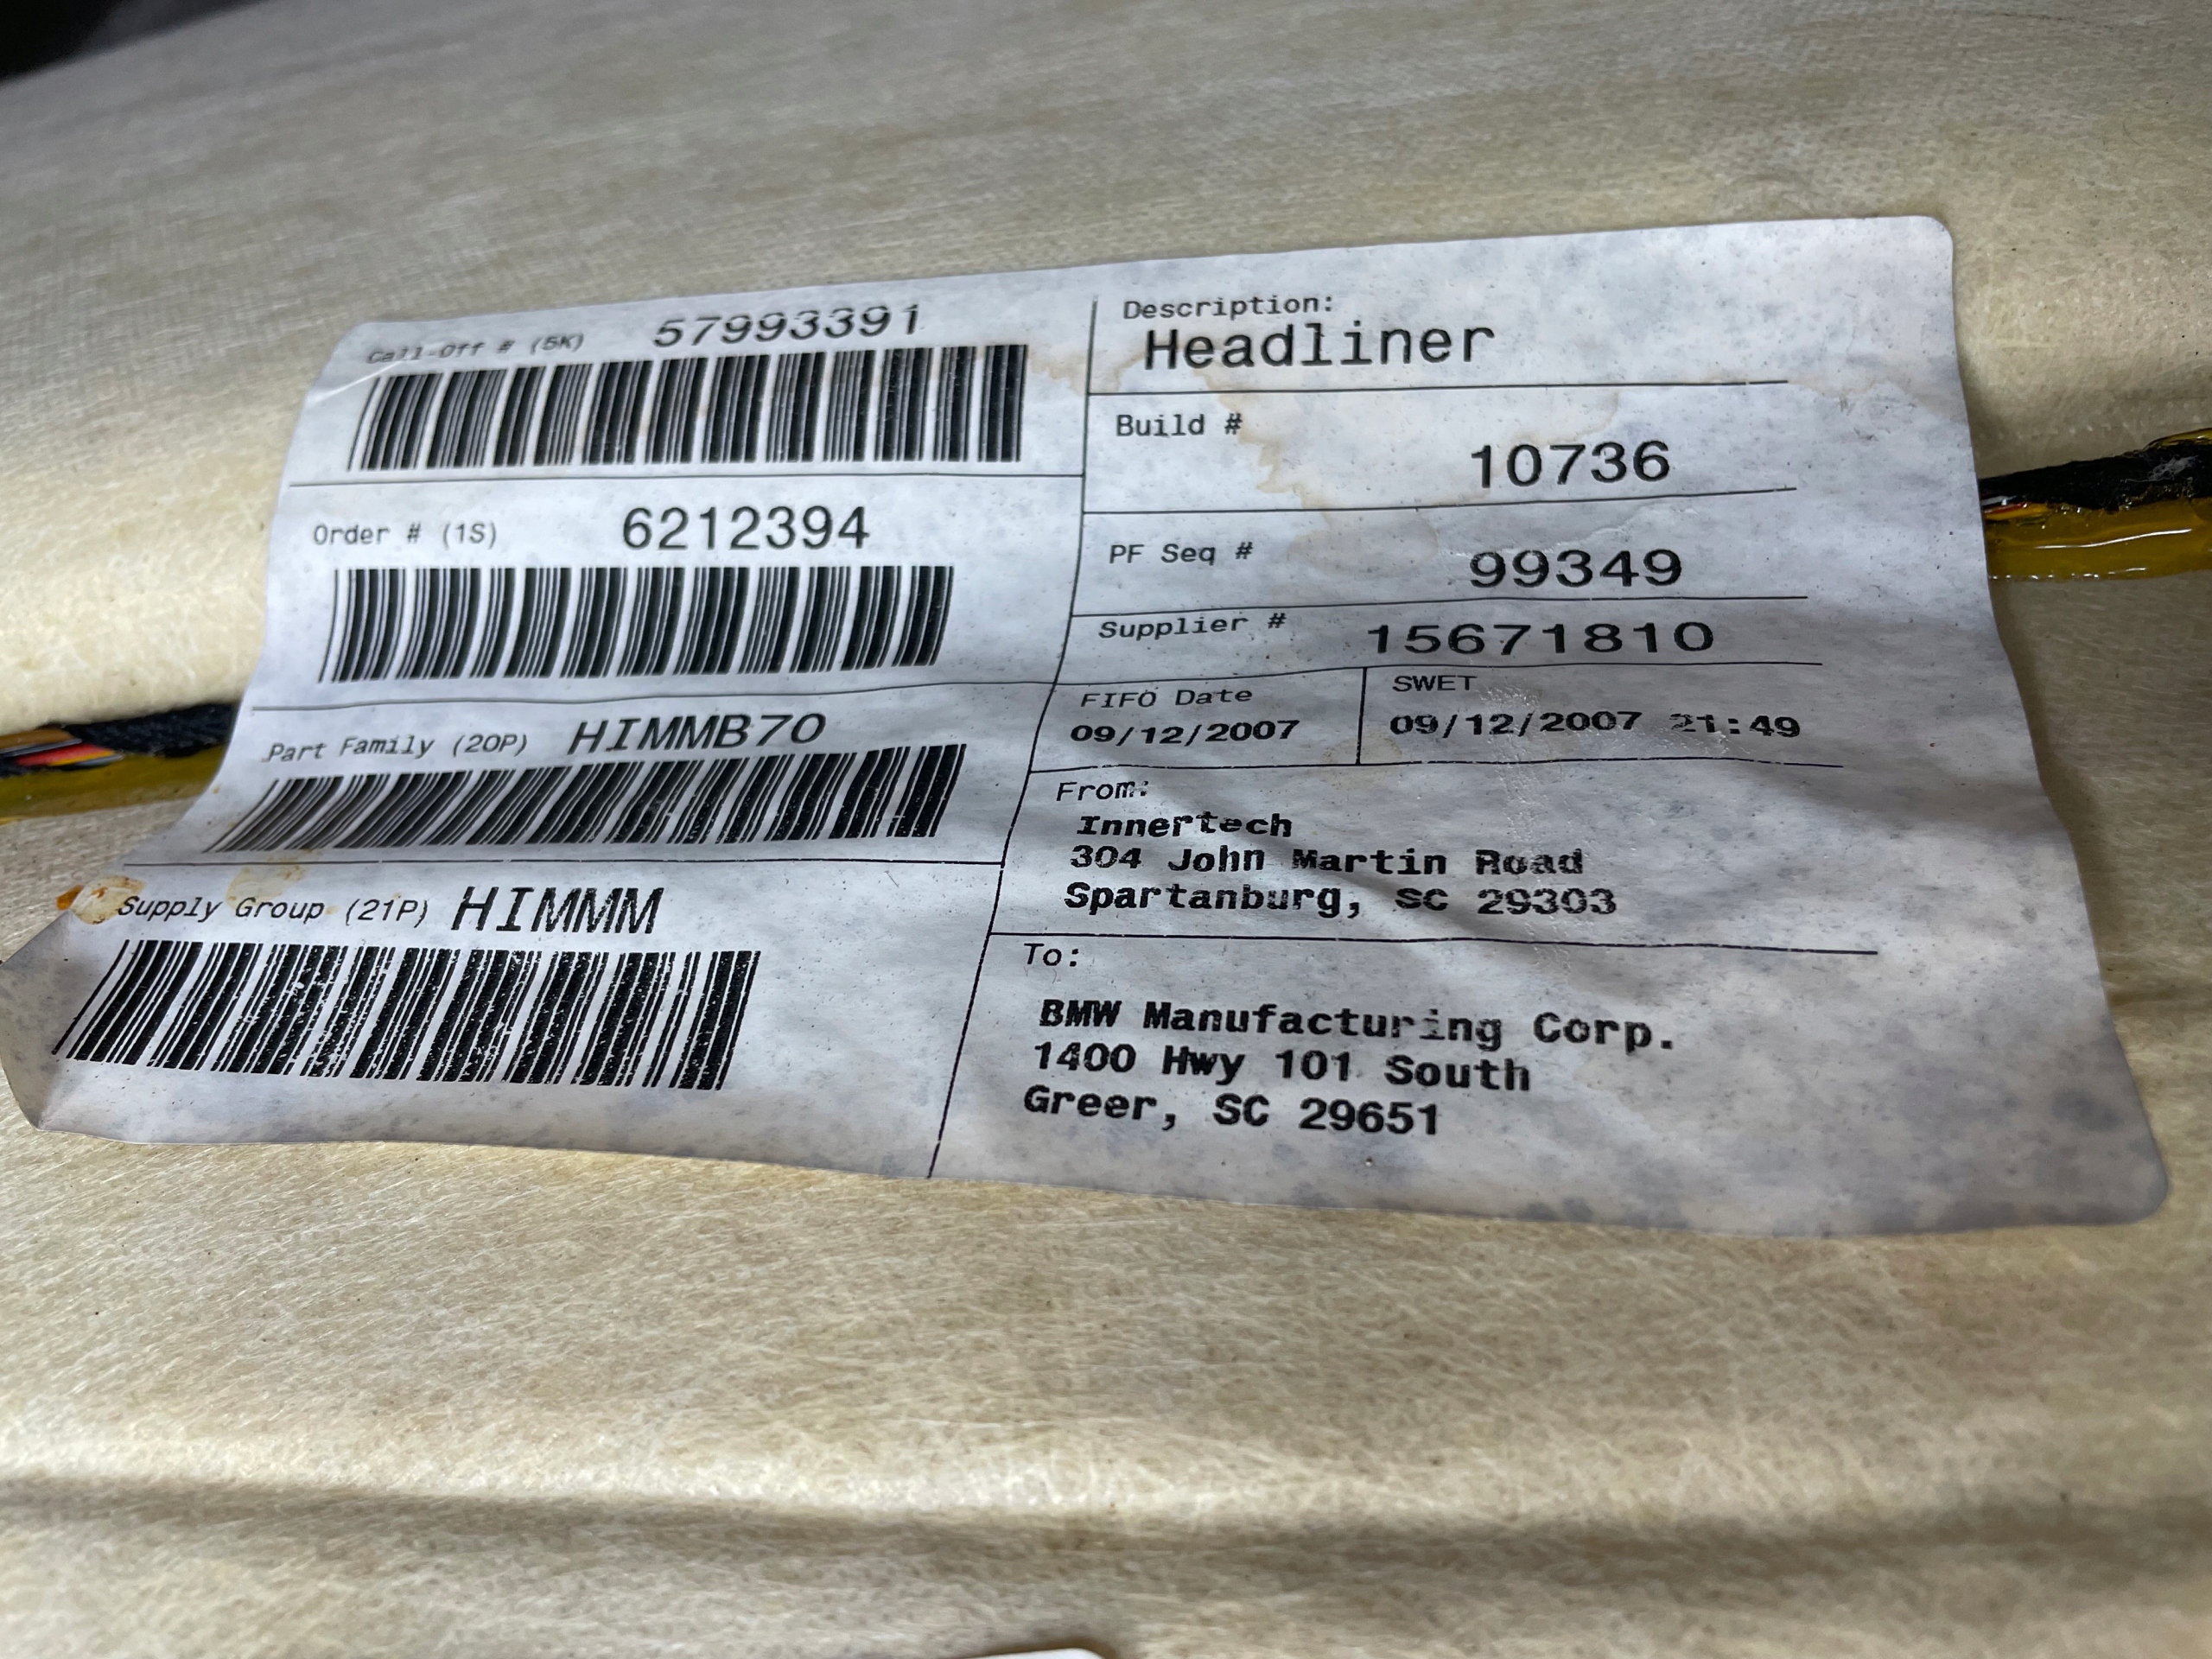 Call-Off # (5K) 57993391
Order # (1S) 6212394
Part Family (20P) HIMMB70
Supply Group (21P) HIMMM
Description:
Headliner
Build #
10736
PF Seq #
99349
Supplier # 15671810
FIFO Date
09/12/2007
SWET
09/12/2007 21:49
From:
Innertech
304 John Martin Road
Spartanburg, SC 29303
To:
BMW Manufacturing Corp.
1400 Hwy 101 South
Greer, SC 29651